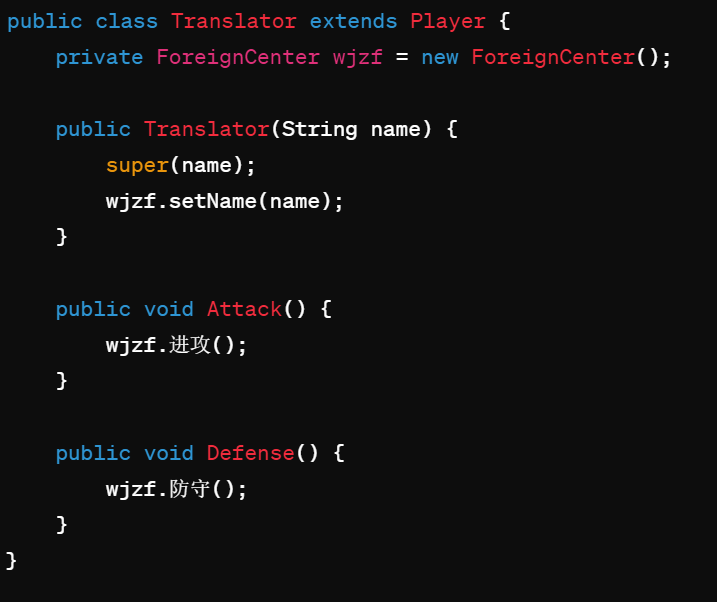 public class Translator extends Player {
    private ForeignCenter wjzf = new ForeignCenter();

    public Translator(String name) {
        super(name);
        wjzf.setName(name);
    }

    public void Attack() {
        wjzf.进攻();
    }

    public void Defense() {
        wjzf.防守();
    }
}